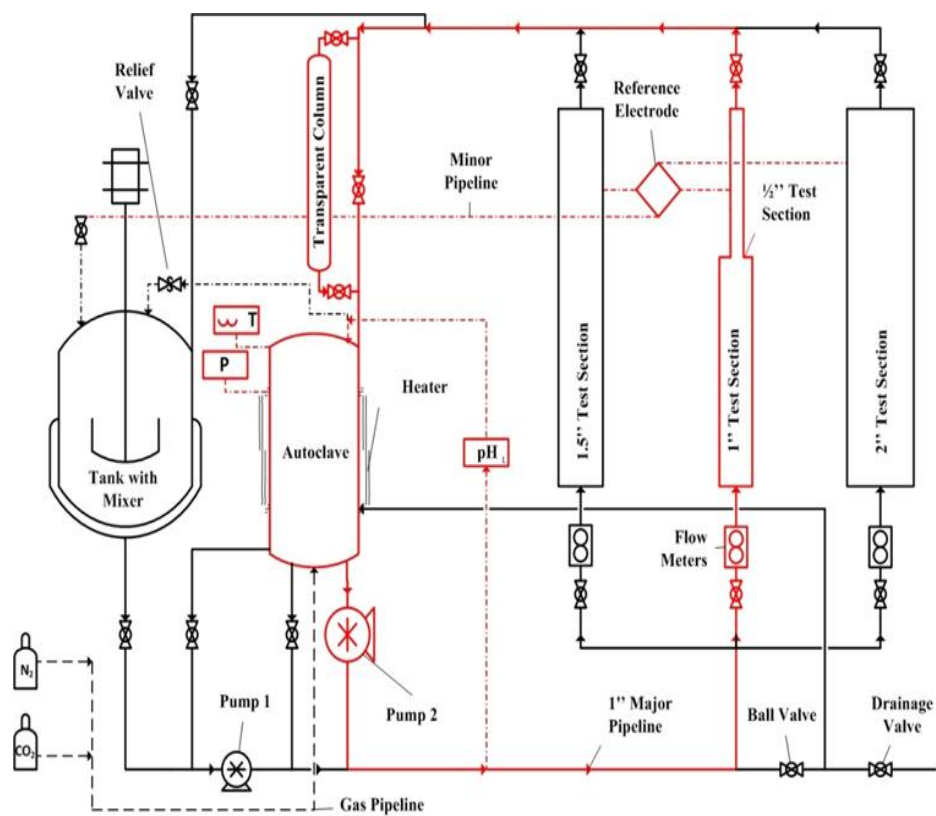 Relief
Valve
Transparent Column
Minor
Pipeline
Reference
Electrode
½’’ Test
Section
T
P
Heater
Autoclave
Tank with
Mixer
pH
1.5’’ Test Section
1’’ Test Section
2’’ Test Section
Flow
Meters
N2
CO2
Pump 1
Pump 2
1’’ Major
Pipeline
Ball Valve
Drainage
Valve
Gas Pipeline